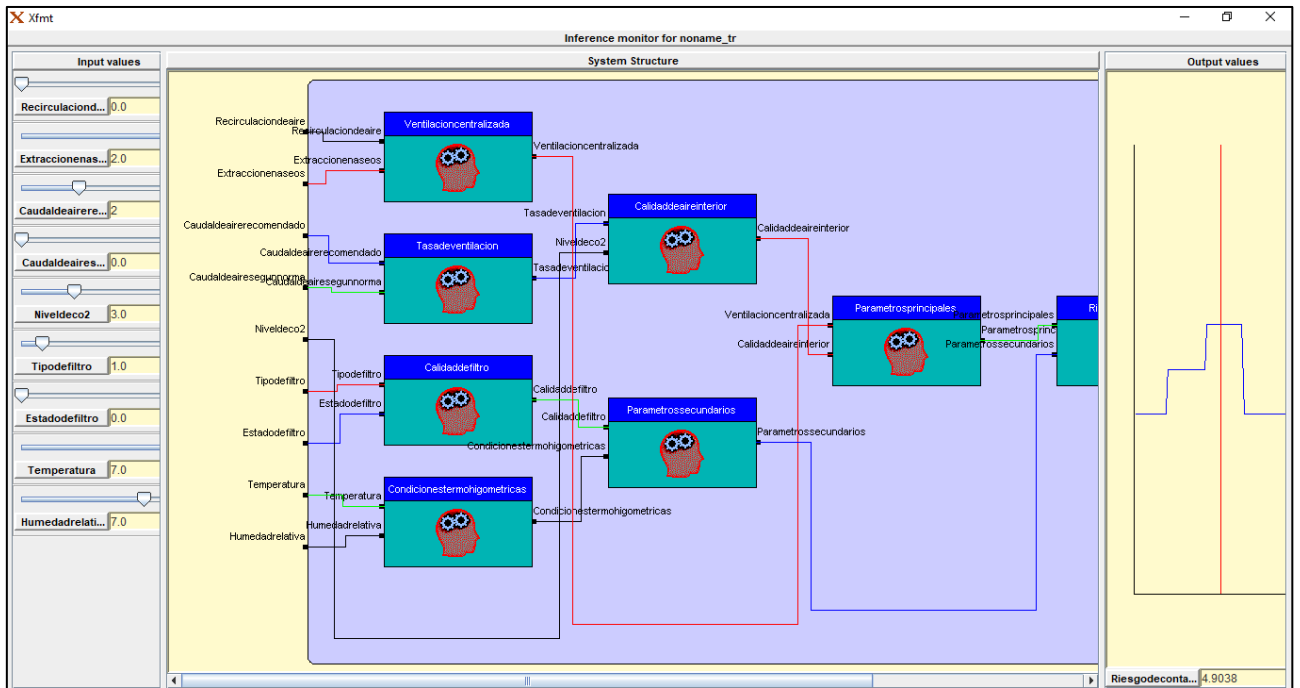 Xfmt
Inference monitor for noname_tr
Input values
System Structure
Output values
Recirculaciond... 0.0
Extraccionenas... 2.0
Caudaldeairere... 2
Caudaldeaires... 0.0
Niveldeco2 3.0
Tipodefiltro 1.0
Estadodefiltro 0.0
Temperatura 7.0
Humedadrelati... 7.0
Recirculaciondeaire
Recirculaciondeaire
Extraccionenaseos
Extraccionenaseos
Ventilacioncentralizada
Ventilacioncentralizada
Caudaldeairerecomendado
Caudaldeairerecomendado
Caudaldeairesegunnorma
Caudaldeairesegunnorma
Tasadeventilacion
Tasadeventilacio
Tasadeventilacion
Niveldeco2
Calidaddeaireinterior
Calidaddeaireinterior
Niveldeco2
Tipodefiltro
Tipodefiltro
Estadodefiltro
Estadodefiltro
Calidaddefiltro
Calidaddefiltro
Calidaddefiltro
Condicionestermohigometricas
Parametrossecundarios
Parametrossecundarios
Temperatura
Temperatura
Humedadrelativa
Humedadrelativa
Condicionestermohigometricas
Condicionestermohigometricas
Ventilacioncentralizada
Calidaddeaireinterior
Parametrosprincipales
Parametrosprincipales
Parametrosprinc
Parametrossecundarios
Ri
Riesgodeconta... 4.9038